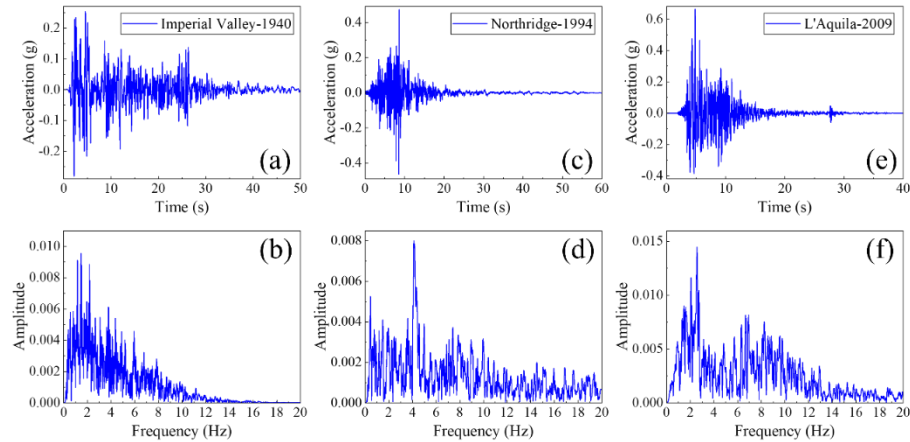 Imperial Valley-1940
Acceleration (g)
0.2
0.1
0.0
-0.1
-0.2
(a)
0 10 20 30 40 50
Time (s)
Northridge-1994
Acceleration (g)
0.4
0.2
0.0
-0.2
-0.4
(c)
0 10 20 30 40 50 60
Time (s)
L'Aquila-2009
Acceleration (g)
0.6
0.4
0.2
0.0
-0.2
-0.4
(e)
0 10 20 30 40
Time (s)
(b)
Amplitude
0.010
0.008
0.006
0.004
0.002
0.000
0 2 4 6 8 10 12 14 16 18 20
Frequency (Hz)
(d)
Amplitude
0.008
0.006
0.004
0.002
0.000
0 2 4 6 8 10 12 14 16 18 20
Frequency (Hz)
(f)
Amplitude
0.015
0.010
0.005
0.000
0 2 4 6 8 10 12 14 16 18 20
Frequency (Hz)